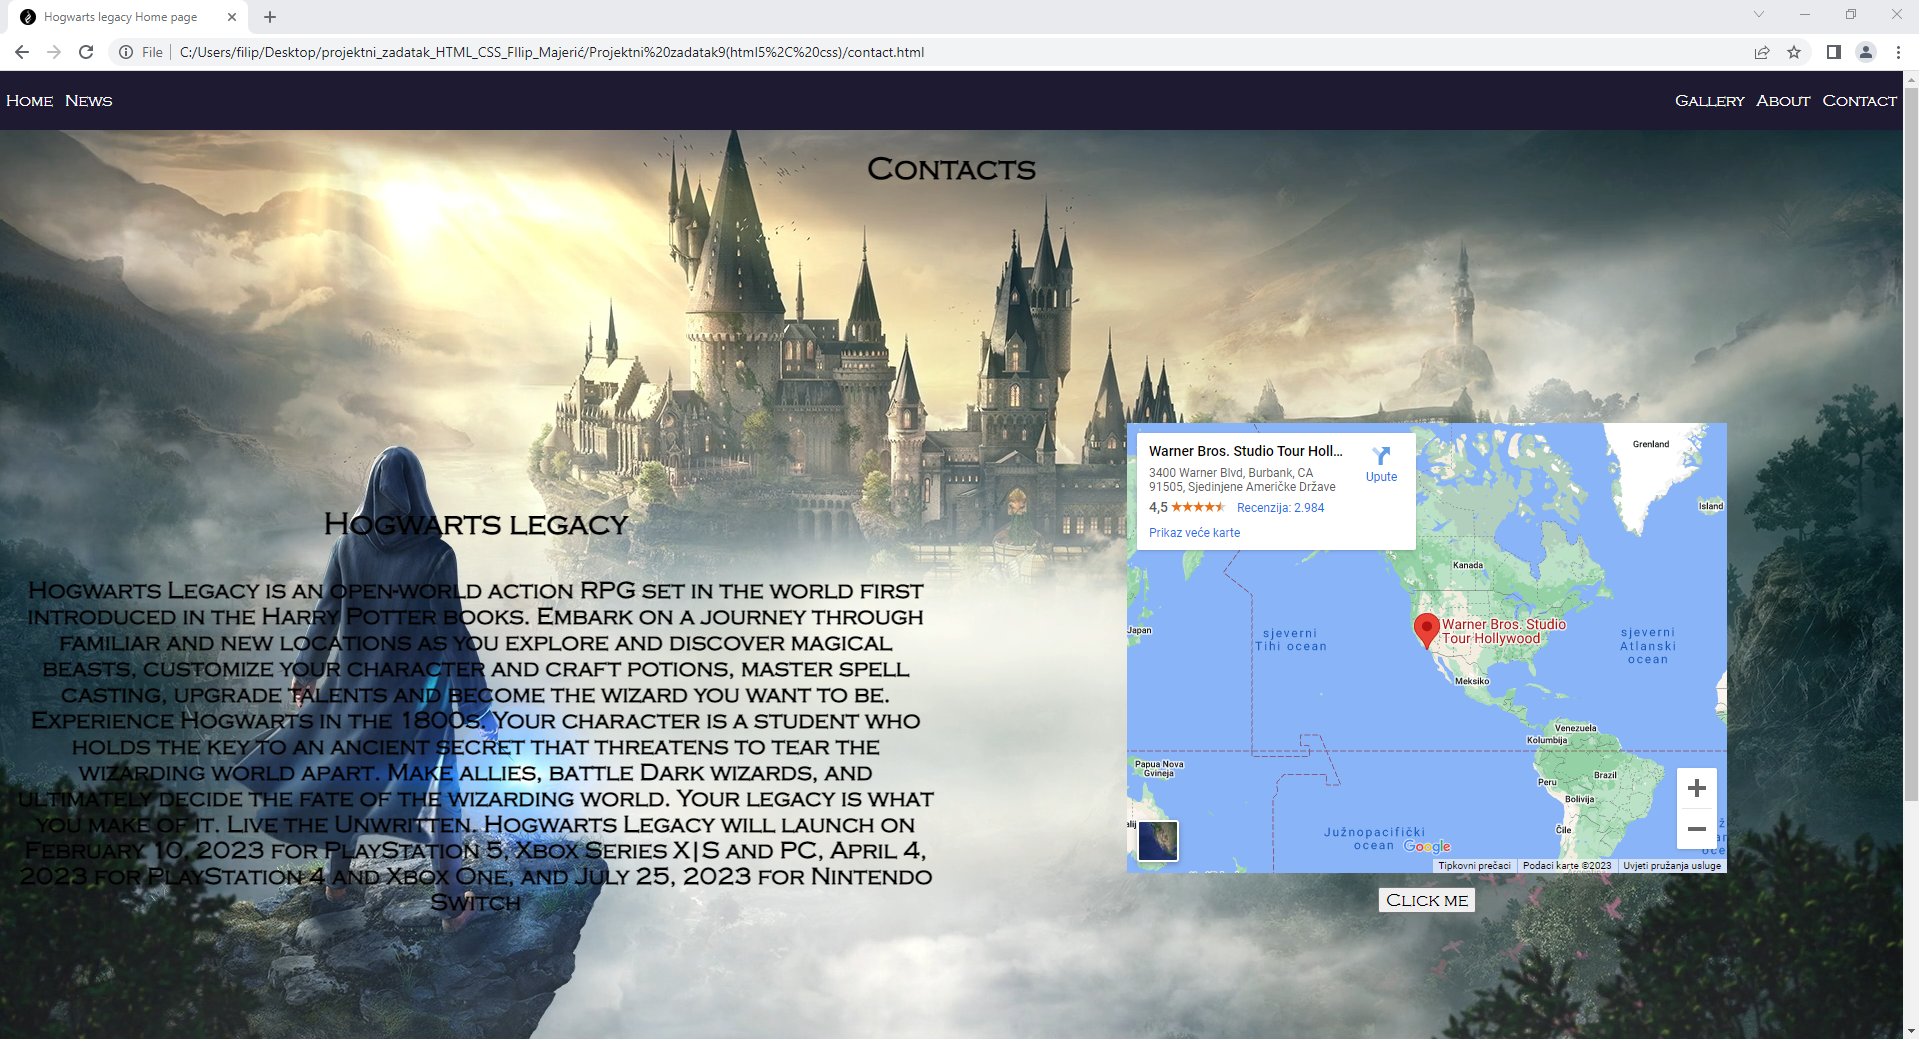 Hogwarts legacy Home page
File
C:/Users/filip/Desktop/projektni_zadatak_HTML_CSS_FIlip_Majerić/Projektni%20zadatak9(html5%2C%20css)/contact.html
Home News Gallery About Contact
Contacts
Hogwarts legacy
Hogwarts Legacy is an open-world action RPG set in the world first
introduced in the Harry Potter books. Embark on a journey through
familiar and new locations as you explore and discover magical
beasts, customize your character and craft potions, master spell
casting, upgrade talents and become the wizard you want to be.
Experience Hogwarts in the 1800s. Your character is a student who
holds the key to an ancient secret that threatens to tear the
wizarding world apart. Make allies, battle Dark wizards, and
ultimately decide the fate of the wizarding world. Your legacy is what
you make of it. Live the Unwritten. Hogwarts Legacy will launch on
February 10, 2023 for PlayStation 5, Xbox Series X|S and PC, April 4,
2023 for PlayStation 4 and Xbox One, and July 25, 2023 for Nintendo
Switch
Warner Bros. Studio Tour Holl...
3400 Warner Blvd, Burbank, CA
91505, Sjedinjene Američke Države
4,5 Recenzija: 2.984
Prikaz veće karte
Upute
Grenland
Island
Kanada
Japan
Warner Bros. Studio
Tour Hollywood
sjeverni
Tihi ocean
sjeverni
Atlanski
ocean
Meksiko
Venezuela
Kolumbija
Papua Nova
Gvineja
Peru
Brazil
Bolivija
Čile
Južnopacifički
ocean
Google
Tipkovni prečaci
Podaci karte ©2023
Uvjeti pružanja usluge
Click me